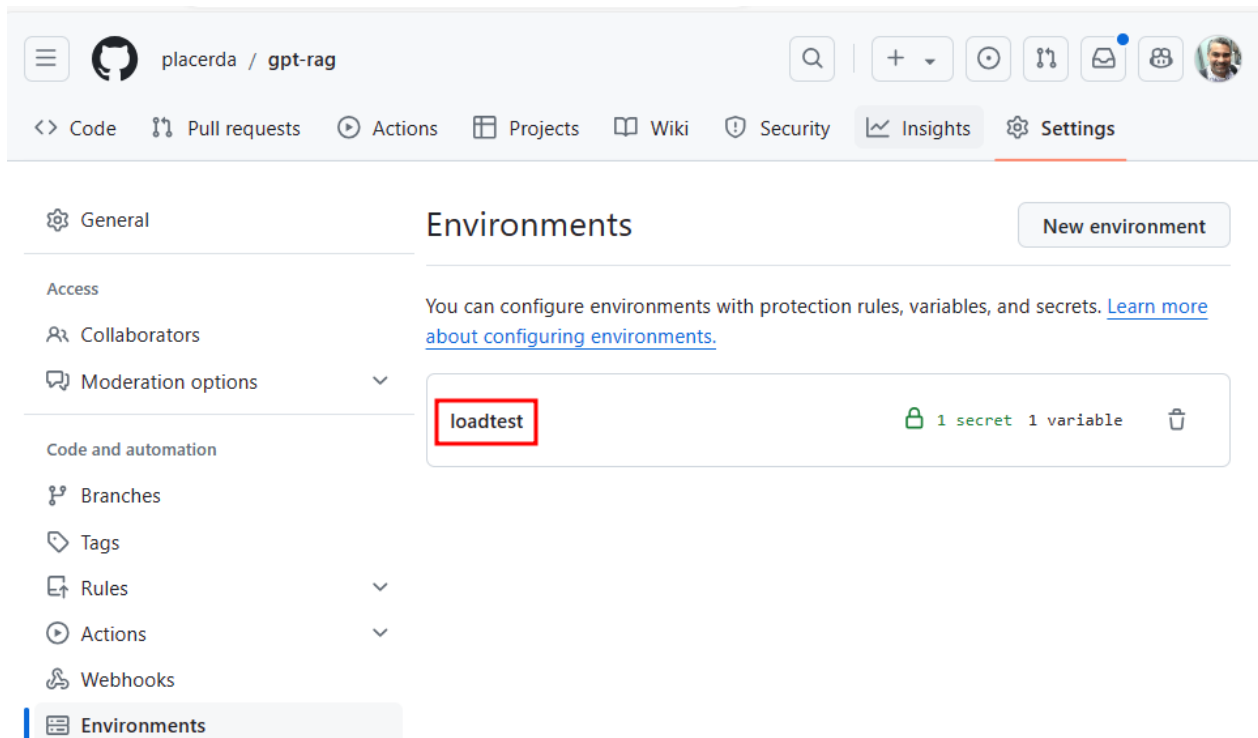 placerda / gpt-rag
Code Pull requests Actions Projects Wiki Security Insights Settings
General
Access
Collaborators
Moderation options
Code and automation
Branches
Tags
Rules
Actions
Webhooks
Environments
Environments
New environment
You can configure environments with protection rules, variables, and secrets. Learn more
about configuring environments.
loadtest
1 secret 1 variable